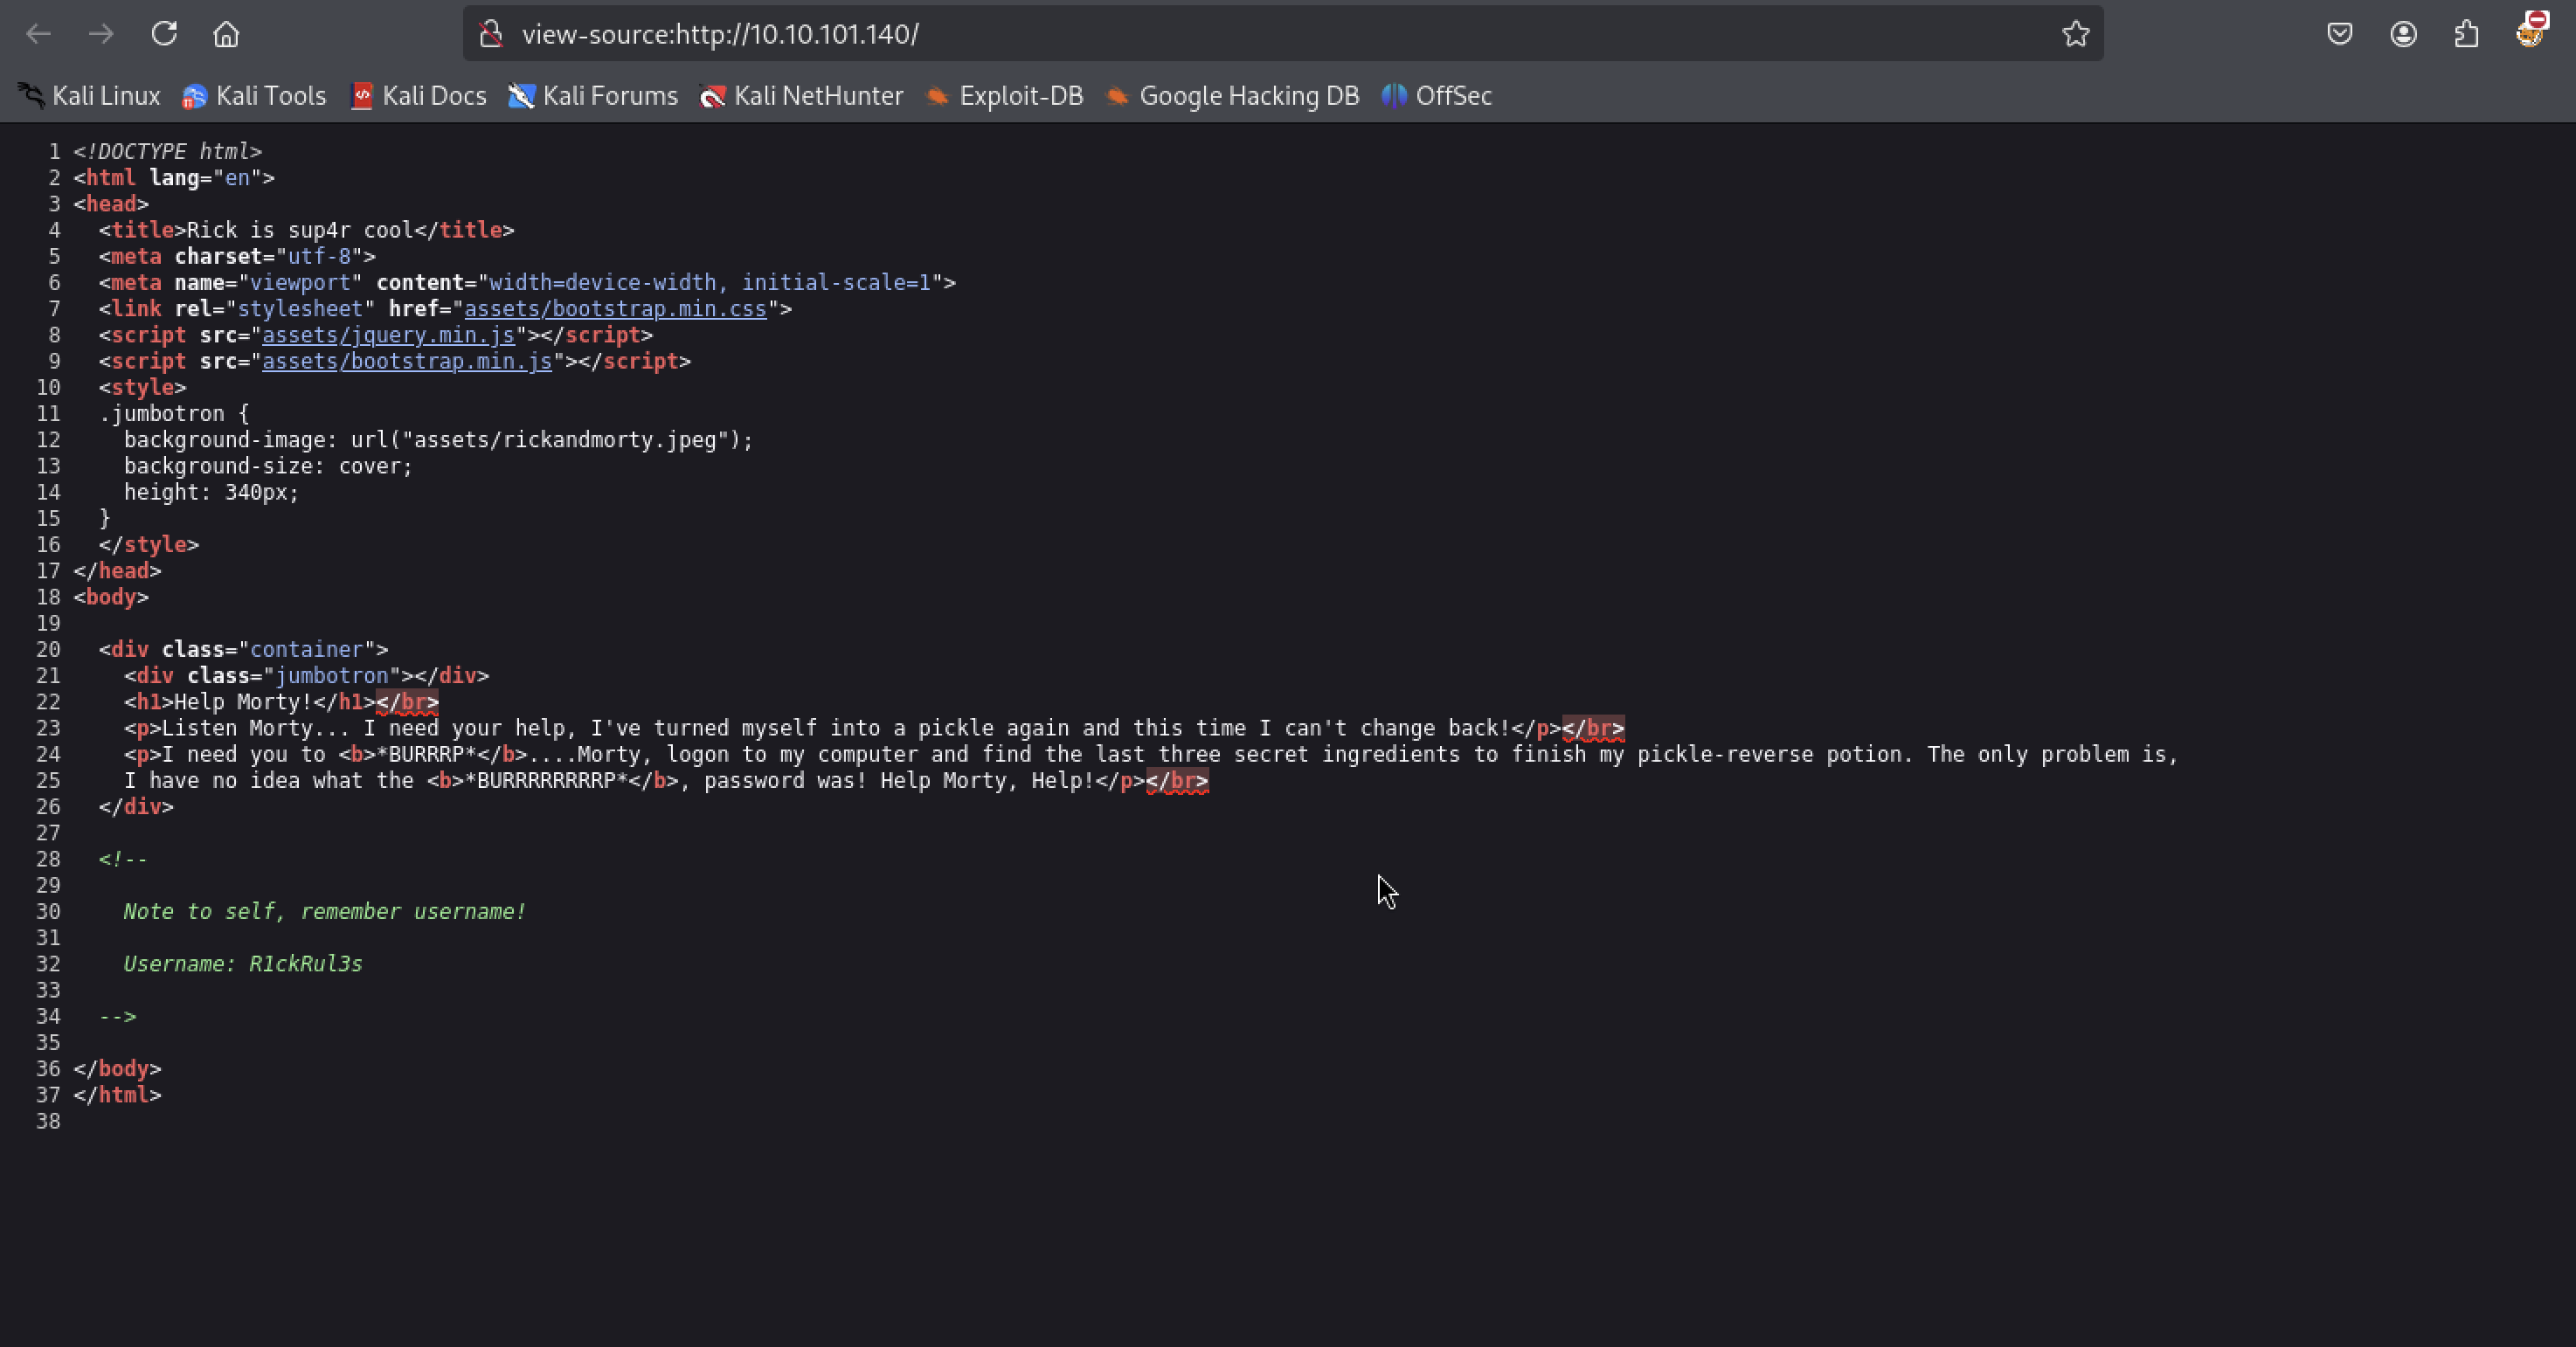 view-source:http://10.10.101.140/
Kali Linux Kali Tools Kali Docs Kali Forums Kali NetHunter Exploit-DB Google Hacking DB OffSec
1 <!DOCTYPE html>
2 <html lang="en">
3 <head>
4 <title>Rick is sup4r cool</title>
5 <meta charset="utf-8">
6 <meta name="viewport" content="width=device-width, initial-scale=1">
7 <link rel="stylesheet" href="assets/bootstrap.min.css">
8 <script src="assets/jquery.min.js"></script>
9 <script src="assets/bootstrap.min.js"></script>
10 <style>
11 .jumbotron {
12 background-image: url("assets/rickandmorty.jpeg");
13 background-size: cover;
14 height: 340px;
15 }
16 </style>
17 </head>
18 <body>
19
20 <div class="container">
21 <div class="jumbotron"></div>
22 <h1>Help Morty!</h1></br>
23 <p>Listen Morty... I need your help, I've turned myself into a pickle again and this time I can't change back!</p></br>
24 <p>I need you to <b>*BURRRP*</b>....Morty, logon to my computer and find the last three secret ingredients to finish my pickle-reverse potion. The only problem is,
25 I have no idea what the <b>*BURRRRRRRRP*</b>, password was! Help Morty, Help!</p></br>
26 </div>
27
28 <!--
29
30 Note to self, remember username!
31
32 Username: R1ckRul3s
33
34 -->
35
36 </body>
37 </html>
38